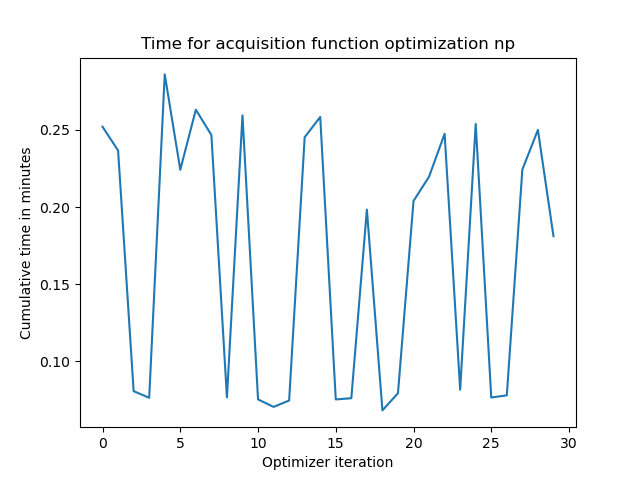 Time for acquisition function optimization np
Cumulative time in minutes
0.25
0.20
0.15
0.10
0 5 10 15 20 25 30
Optimizer iteration